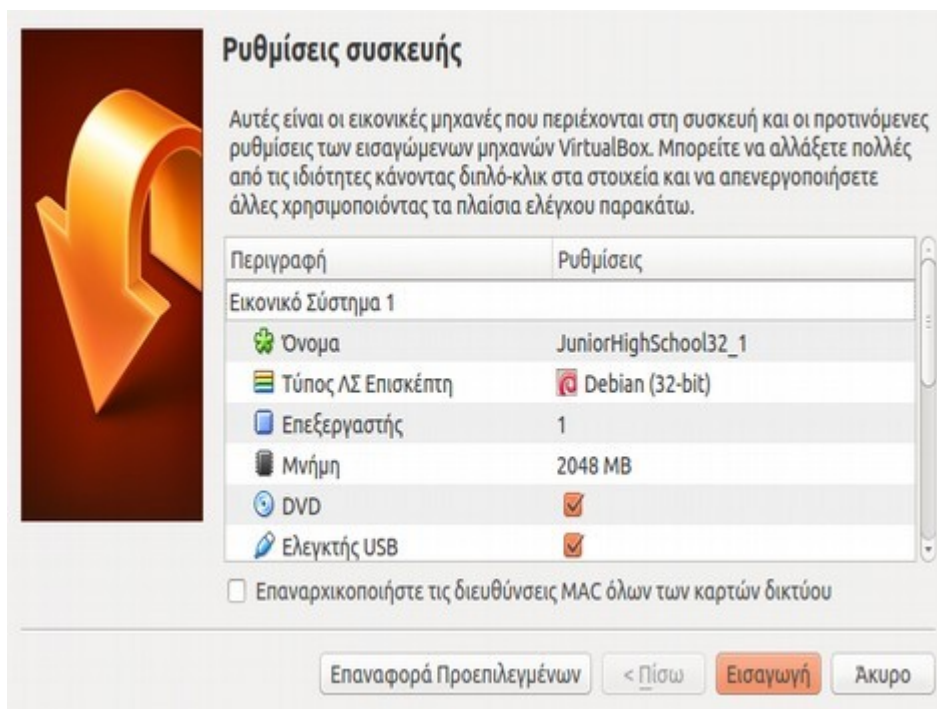 Ρυθμίσεις συσκευής
Αυτές είναι οι εικονικές μηχανές που περιέχονται στη συσκευή και οι προτινόμενες
ρυθμίσεις των εισαγώμενων μηχανών VirtualBox. Μπορείτε να αλλάξετε πολλές
από τις ιδιότητες κάνοντας διπλό-κλικ στα στοιχεία και να απενεργοποιήσετε
άλλες χρησιμοποιόντας τα πλαίσια ελέγχου παρακάτω.
Περιγραφή Ρυθμίσεις
Εικονικό Σύστημα 1
Όνομα JuniorHighSchool32_1
Τύπος ΛΣ Επισκέπτη Debian (32-bit)
Επεξεργαστής 1
Μνήμη 2048 MB
DVD
Ελεγκτής USB
Επαναρχικοποιήστε τις διευθύνσεις MAC όλων των καρτών δικτύου
Επαναφορά Προεπιλεγμένων < Πίσω Εισαγωγή Άκυρο